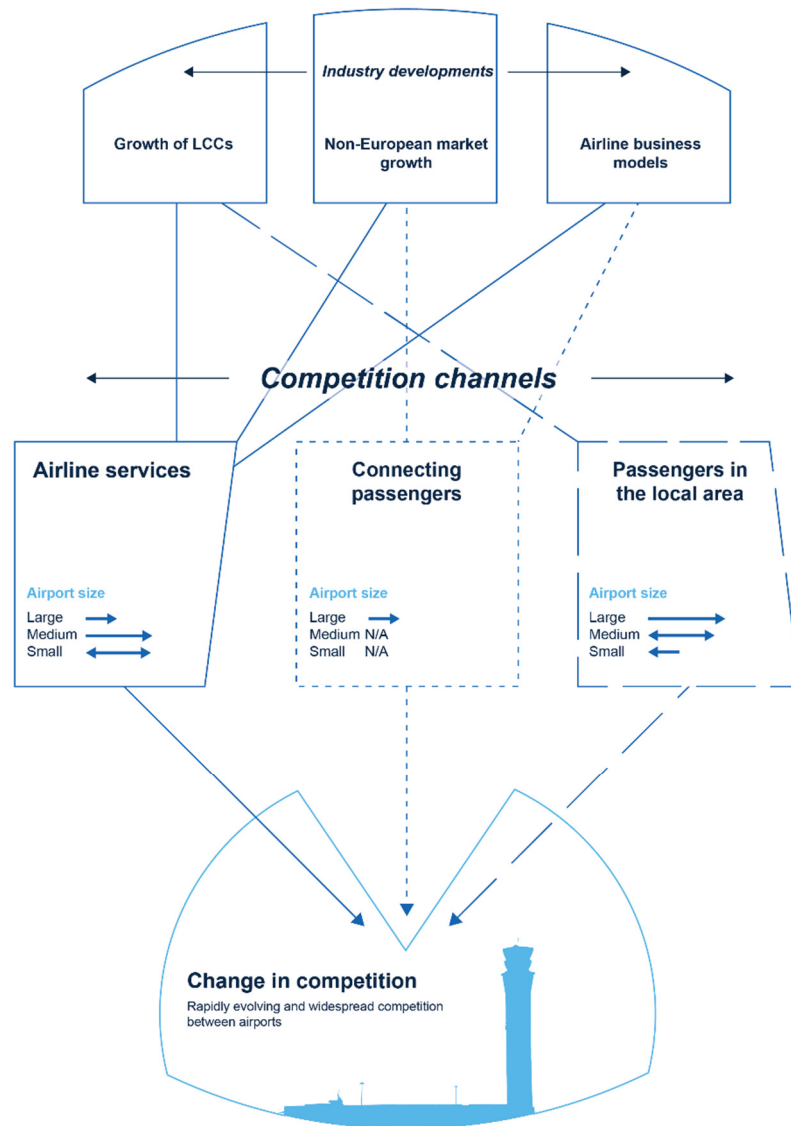 Industry developments
Growth of LCCs
Non-European market
growth
Airline business
models
Competition channels
Airline services
Airport size
Large
Medium
Small
Connecting
passengers
Airport size
Large
Medium N/A
Small N/A
Passengers in
the local area
Airport size
Large
Medium
Small
Change in competition
Rapidly evolving and widespread competition
between airports